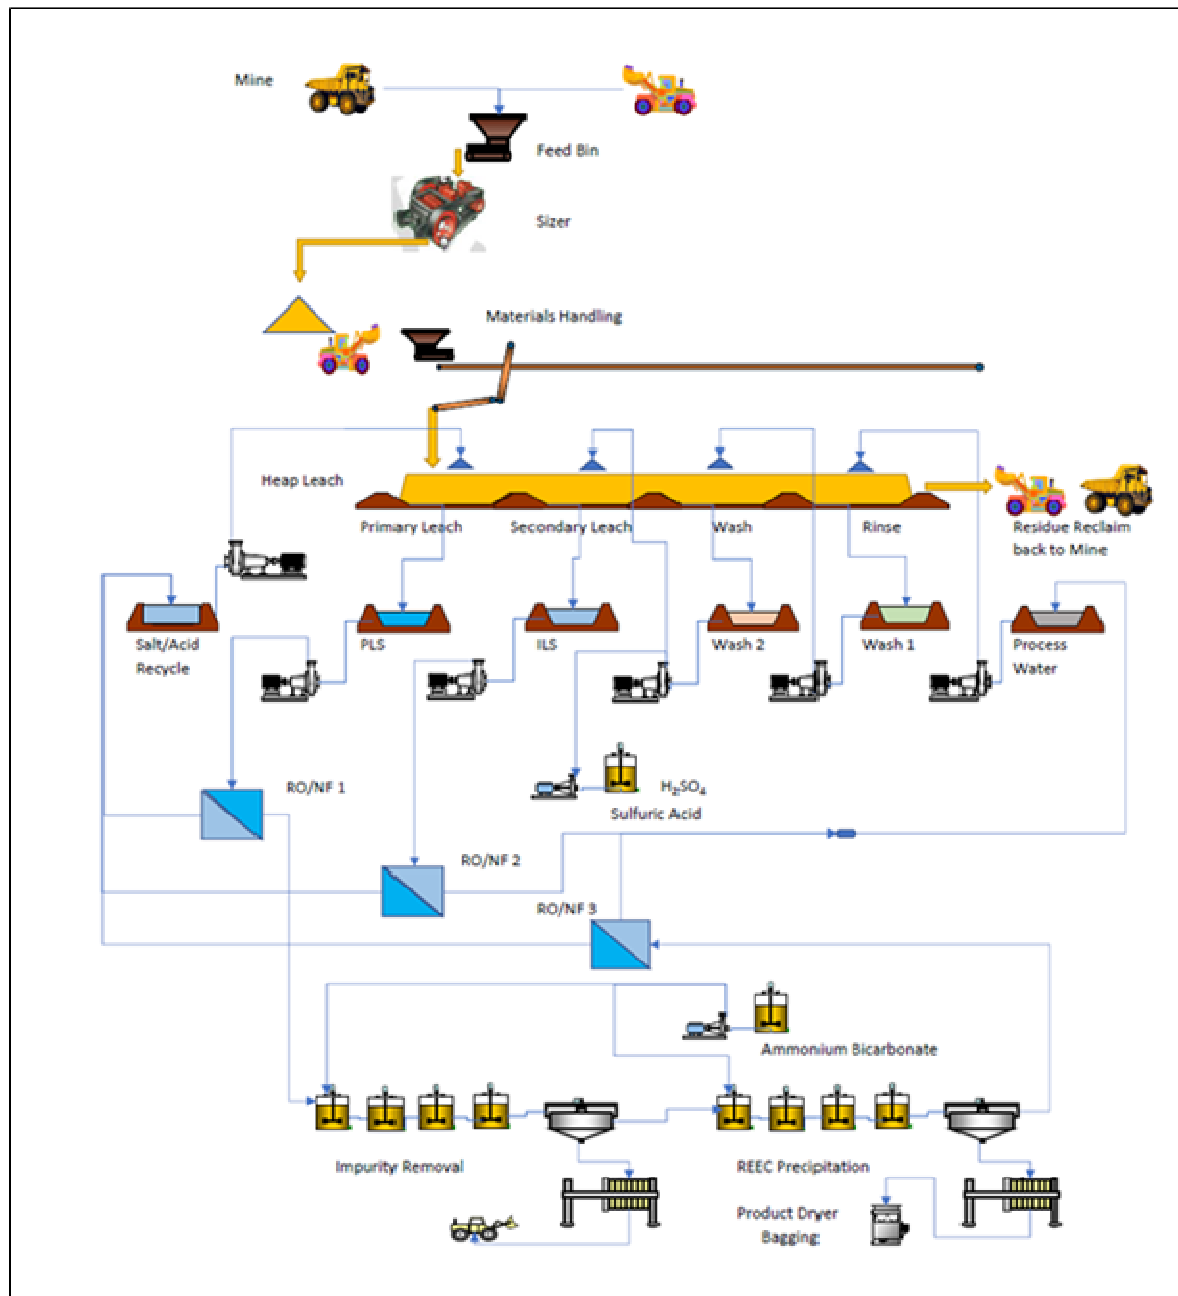 Mine
Feed Bin
Sizer
Materials Handling
Heap Leach
Primary Leach
Secondary Leach
Wash
Rinse
Residue Reclaim
back to Mine
Salt/Acid
Recycle
PLS
ILS
Wash 2
Wash 1
Process
Water
RO/NF 1
H₂SO₄
Sulfuric Acid
RO/NF 2
RO/NF 3
Ammonium Bicarbonate
Impurity Removal
REEC Precipitation
Product Dryer
Bagging